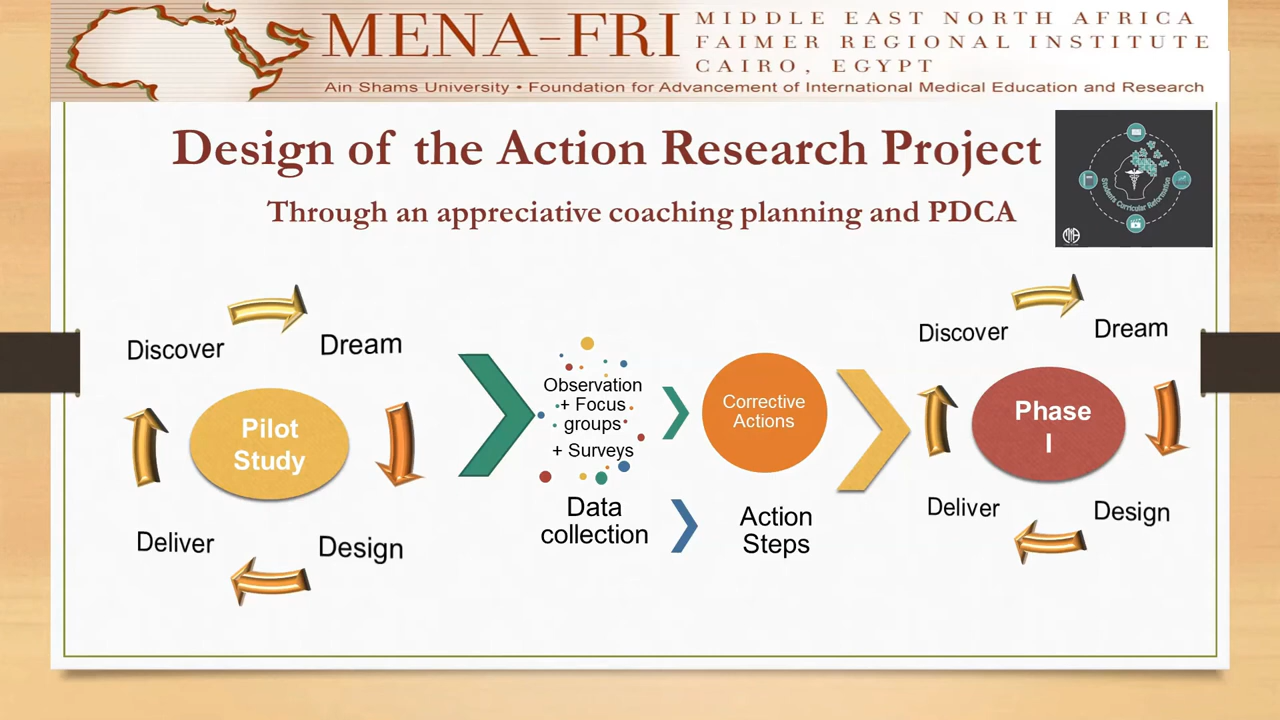 MENA-FRI
MIDDLE EAST NORTH AFRICA
FAIMER REGIONAL INSTITUTE
CAIRO, EGYPT
Ain Shams University • Foundation for Advancement of International Medical Education and Research
Design of the Action Research Project
Through an appreciative coaching planning and PDCA
Students Curricular Reformation
Discover
Dream
Pilot
Study
Deliver
Design
Observation
+ Focus
groups
+ Surveys
Data
collection
Corrective
Actions
Action
Steps
Discover
Dream
Phase
I
Deliver
Design